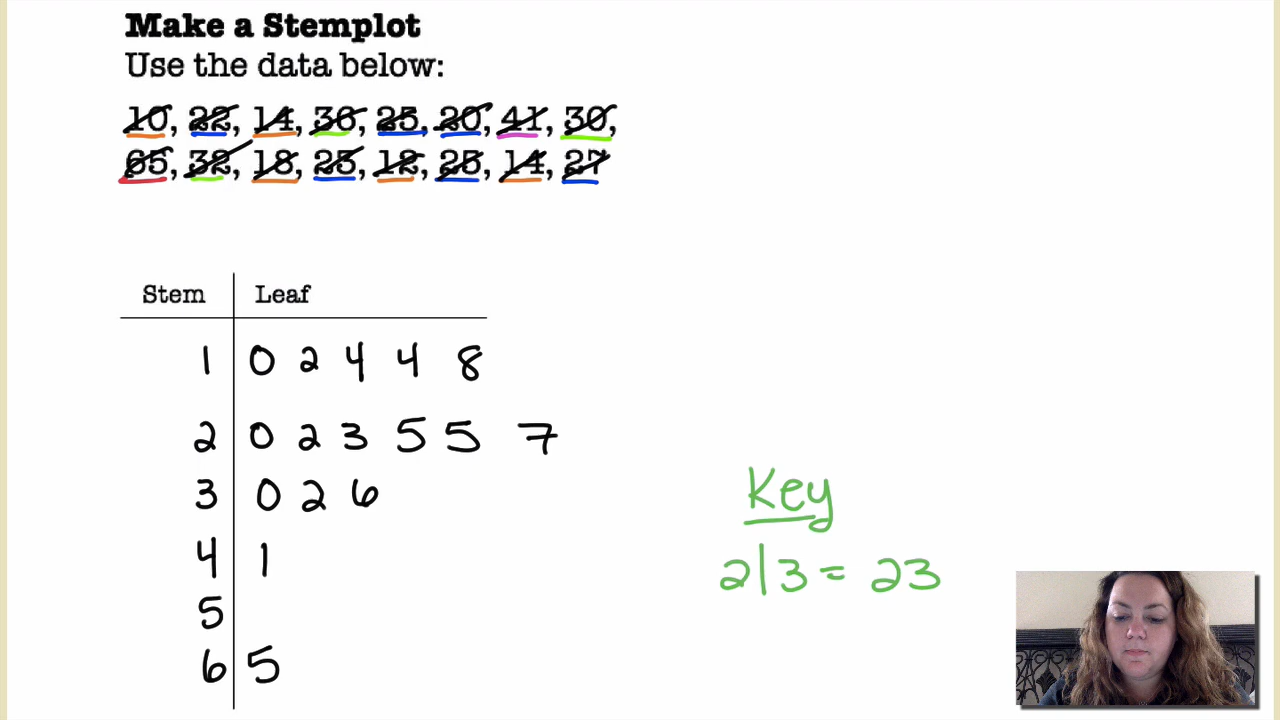 Make a Stemplot
Use the data below:
10, 22, 14, 36, 25, 20, 41, 30,
65, 32, 18, 23, 12, 25, 14, 27
Stem Leaf
1 0 2 4 4 8
2 0 2 3 5 5 7
3 0 2 6
4 1
5
6 5
Key
2|3 = 23